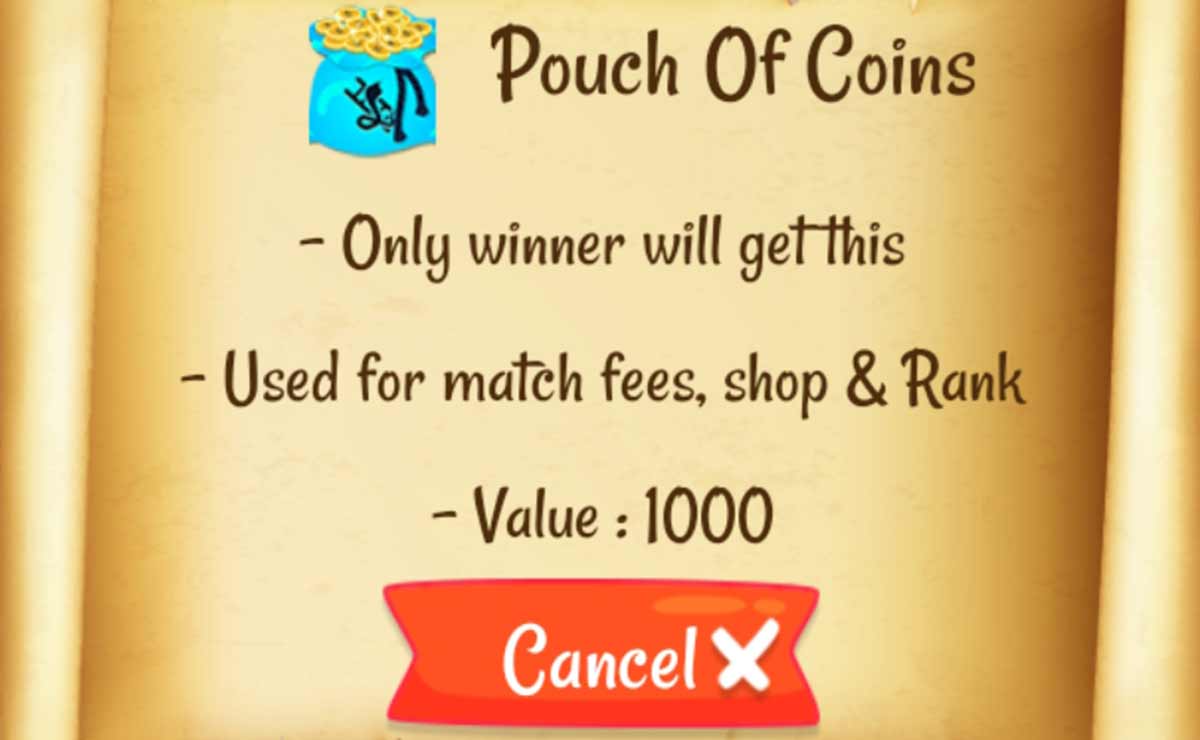 Pouch Of Coins
- Only winner will get this
- Used for match fees, shop & Rank
- Value : 1000
Cancel